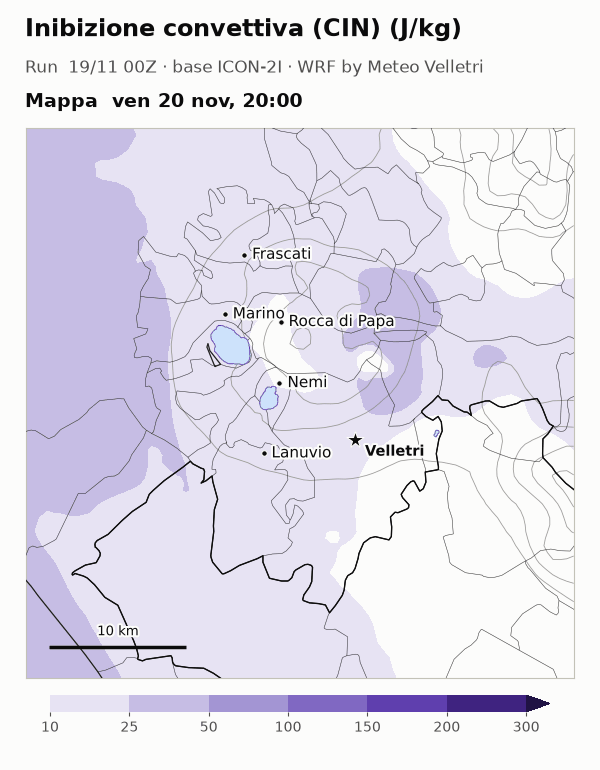 Inibizione convettiva (CIN) (J/kg)
Run  19/11 00Z · base ICON-2I · WRF by Meteo Velletri
Mappa  ven 20 nov, 20:00
Frascati
Marino
Rocca di Papa
Nemi
Velletri
Lanuvio
10 km
10 25 50 100 150 200 300